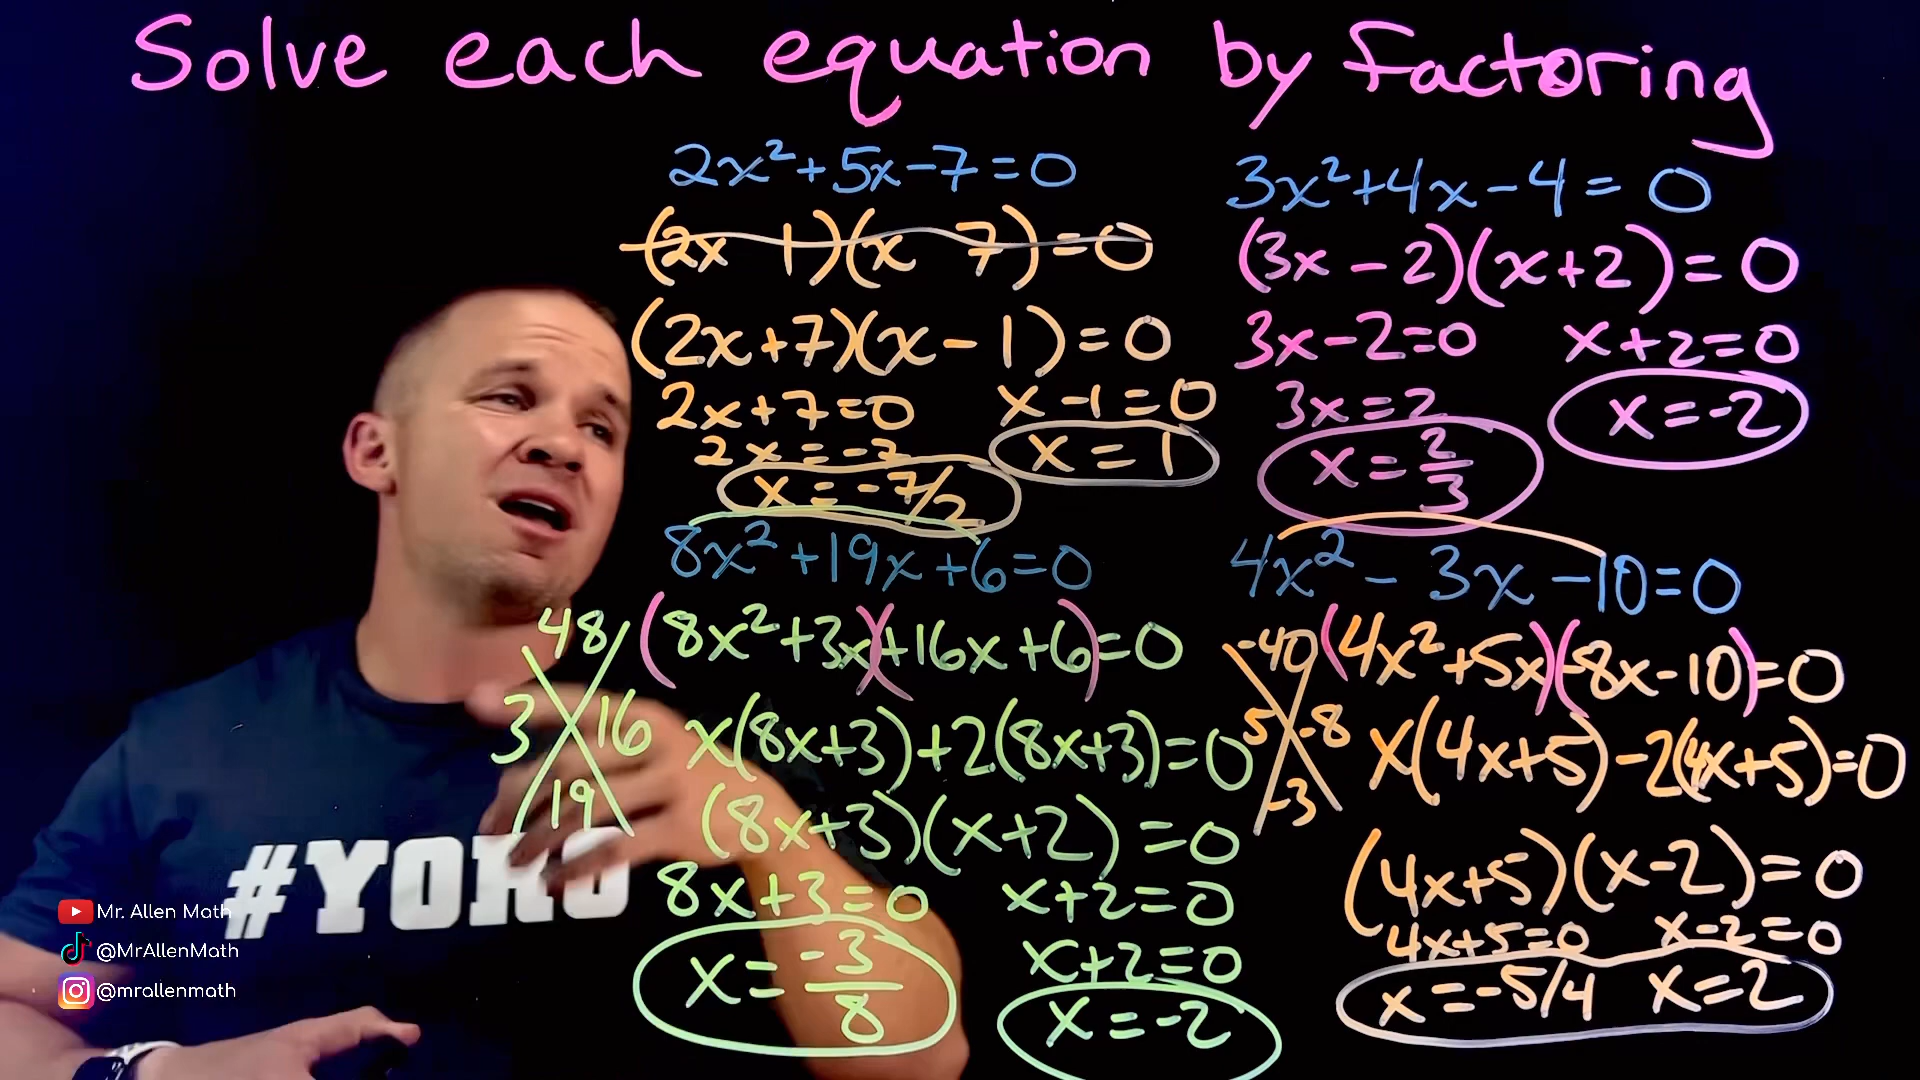 Solve each equation by factoring
2x²+5x-7=0
(2x 1)(x 7)=0
(2x+7)(x-1)=0
2x+7=0 x-1=0
2x=-7 x=1
x=-7/2
3x²+4x-4=0
(3x-2)(x+2)=0
3x-2=0 x+2=0
3x=2 x=-2
x=2/3
8x²+19x+6=0
48 (8x²+3x)(+16x+6)=0
3 16 x(8x+3)+2(8x+3)=0
19 (8x+3)(x+2)=0
8x+3=0 x+2=0
x=-3/8 x+2=0
x=-2
4x²-3x-10=0
-40 (4x²+5x)(-8x-10)=0
5 -8 x(4x+5)-2(4x+5)=0
-3
(4x+5)(x-2)=0
4x+5=0 x-2=0
x=-5/4 x=2
#YORO
Mr. Allen Math
@MrAllenMath
@mrallenmath